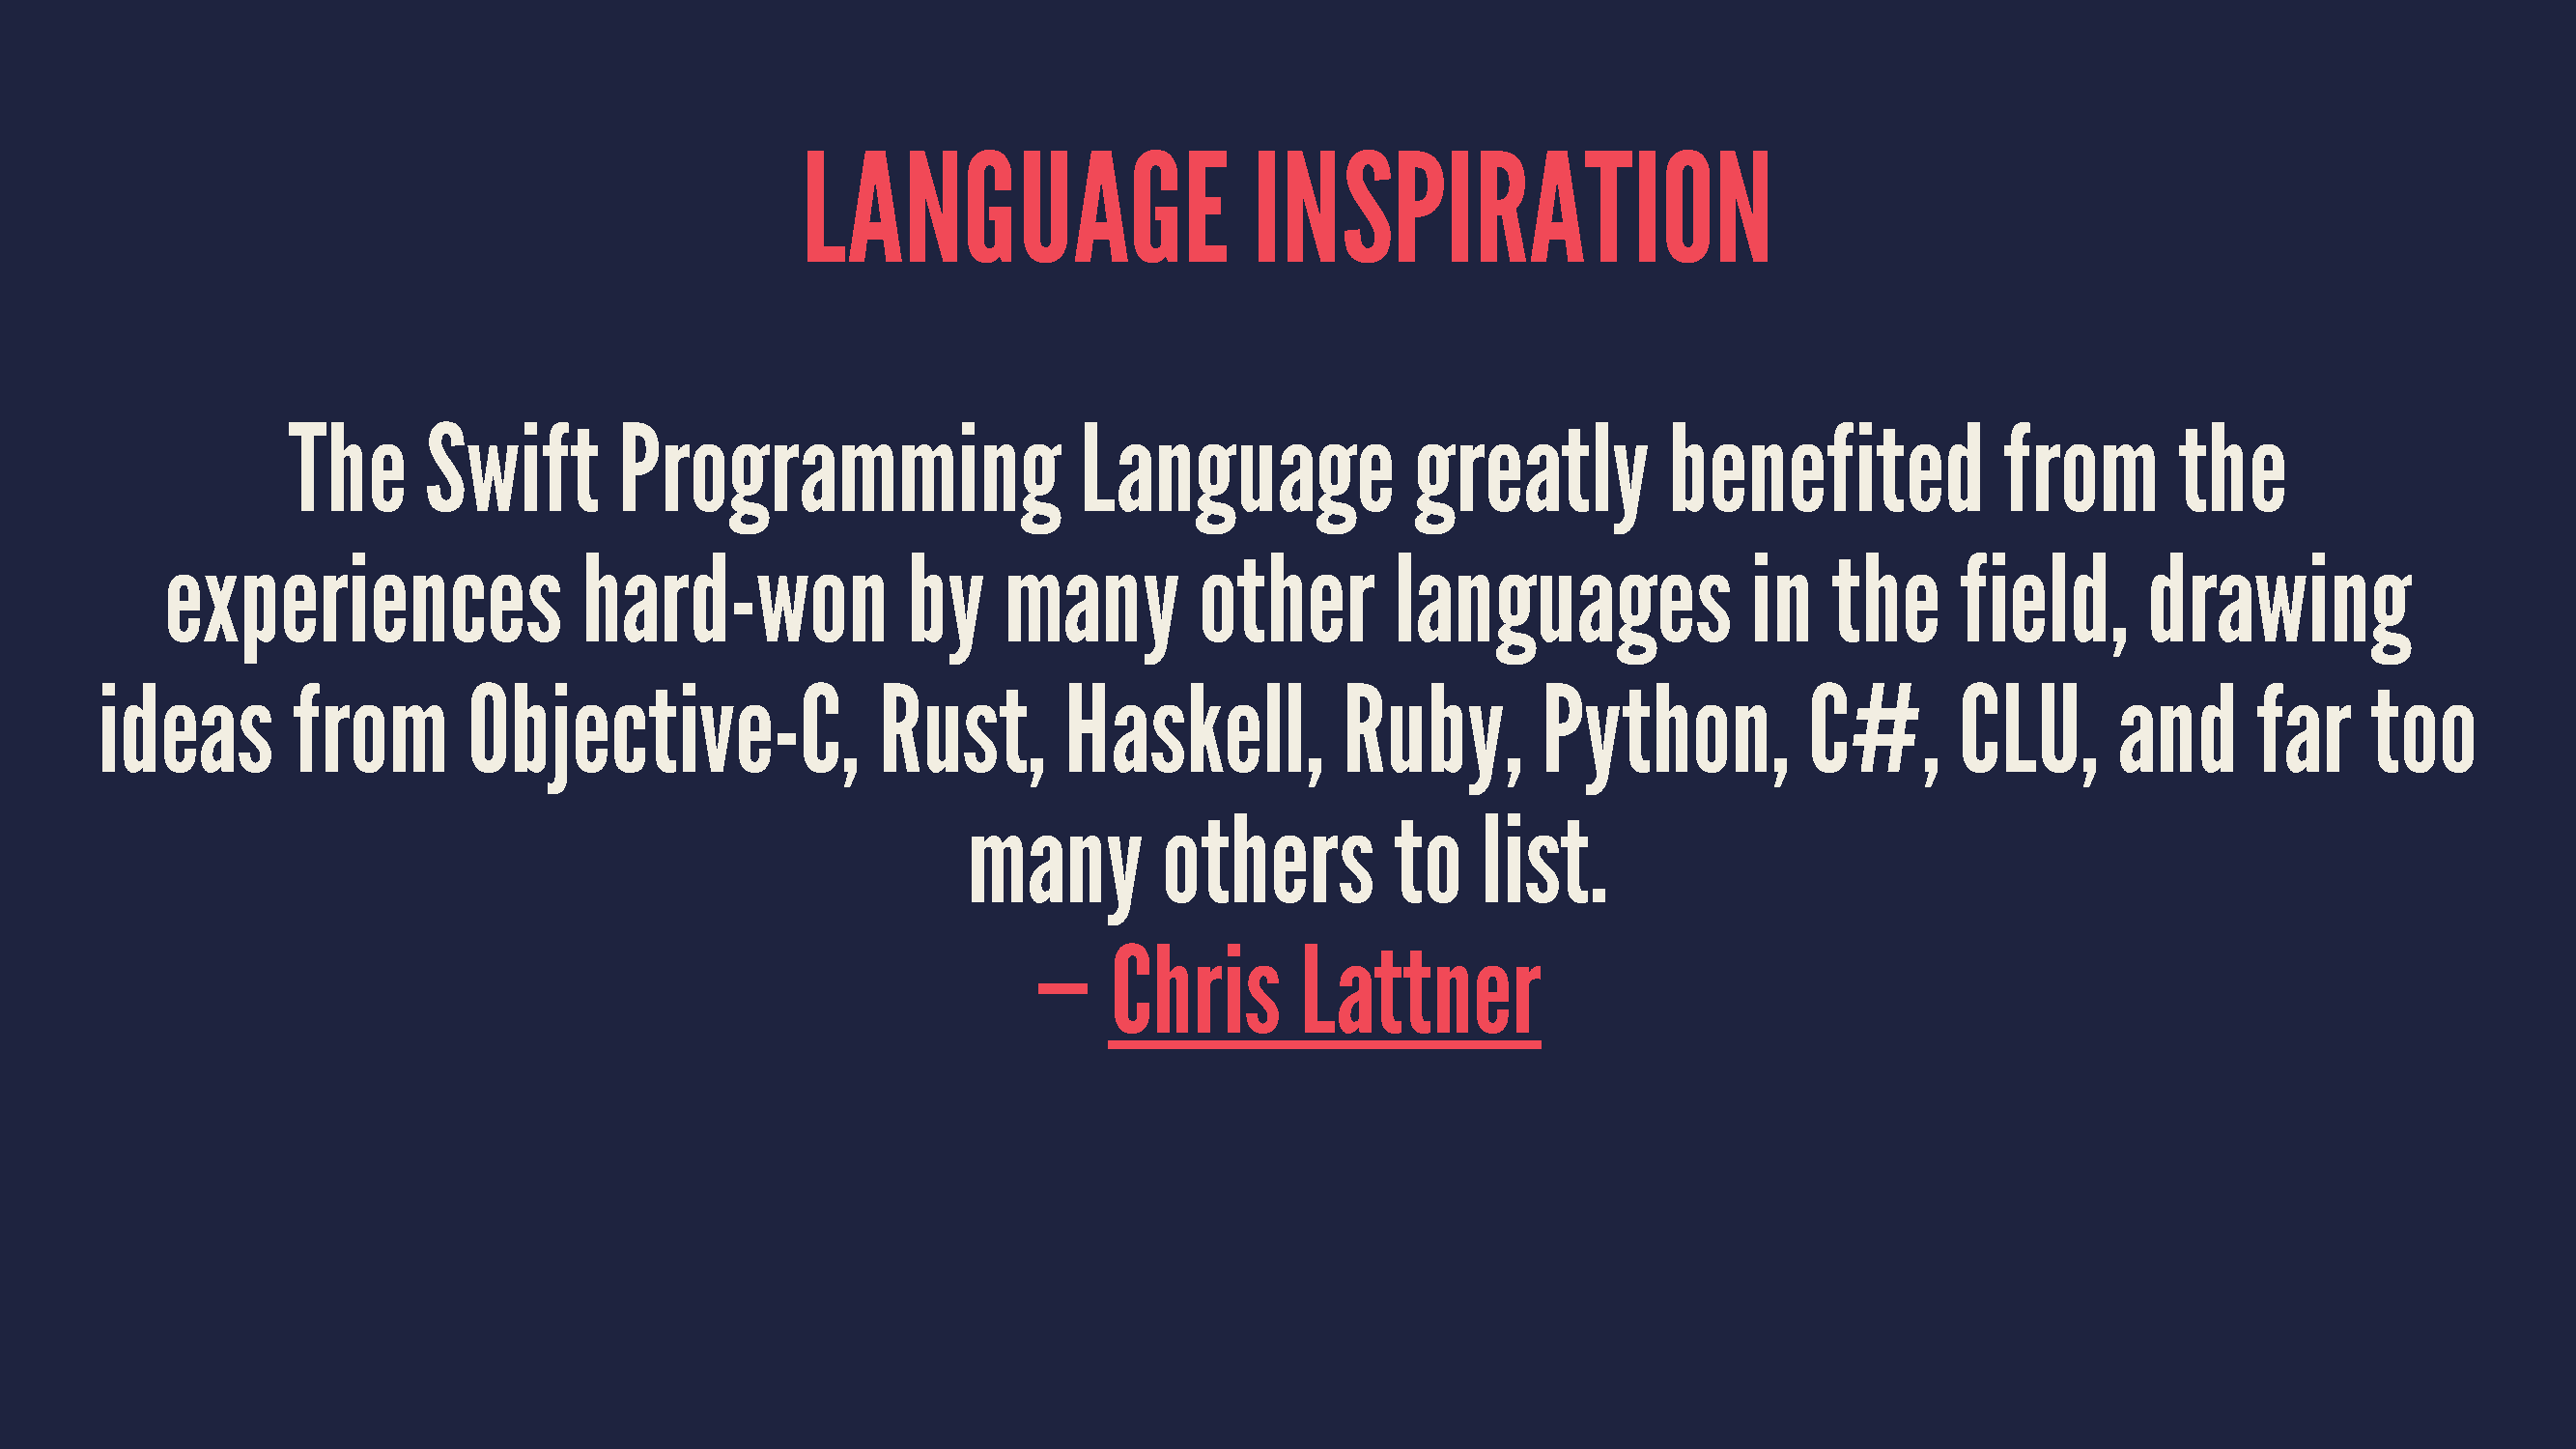 LANGUAGE INSPIRATION
The Swift Programming Language greatly benefited from the
experiences hard-won by many other languages in the field, drawing
ideas from Objective-C, Rust, Haskell, Ruby, Python, C#, CLU, and far too
many others to list.
— Chris Lattner